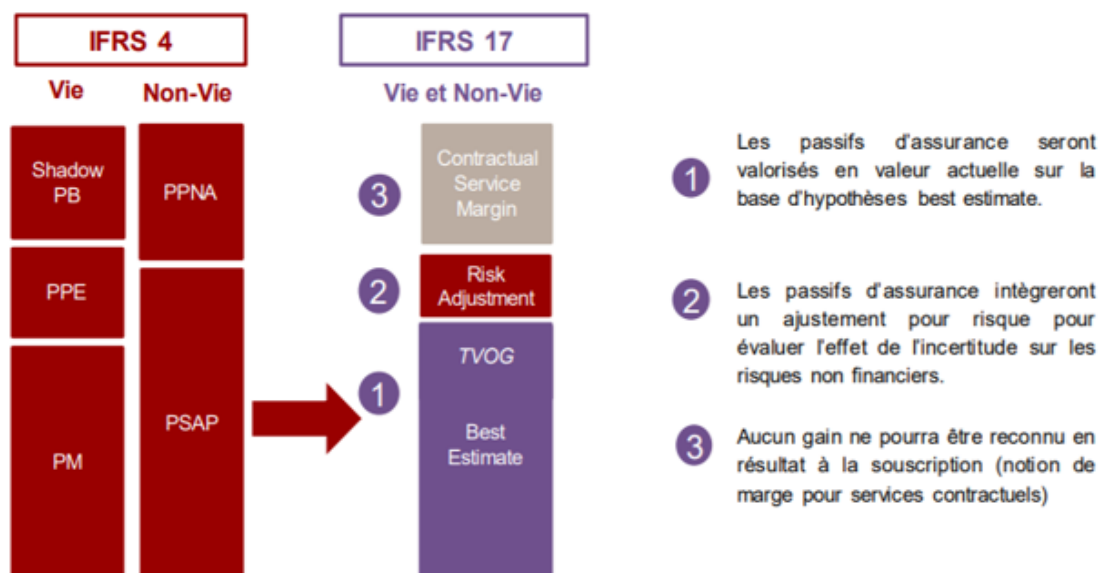 IFRS 4
Vie
Non-Vie
Shadow
PB
PPE
PM
PPNA
PSAP
IFRS 17
Vie et Non-Vie
3
Contractual
Service
Margin
2
Risk
Adjustment
1
TVOG
Best
Estimate
1
Les passifs d'assurance seront
valorisés en valeur actuelle sur la
base d'hypothèses best estimate.
2
Les passifs d'assurance intègreront
un ajustement pour risque pour
évaluer l'effet de l'incertitude sur les
risques non financiers.
3
Aucun gain ne pourra être reconnu en
résultat à la souscription (notion de
marge pour services contractuels)